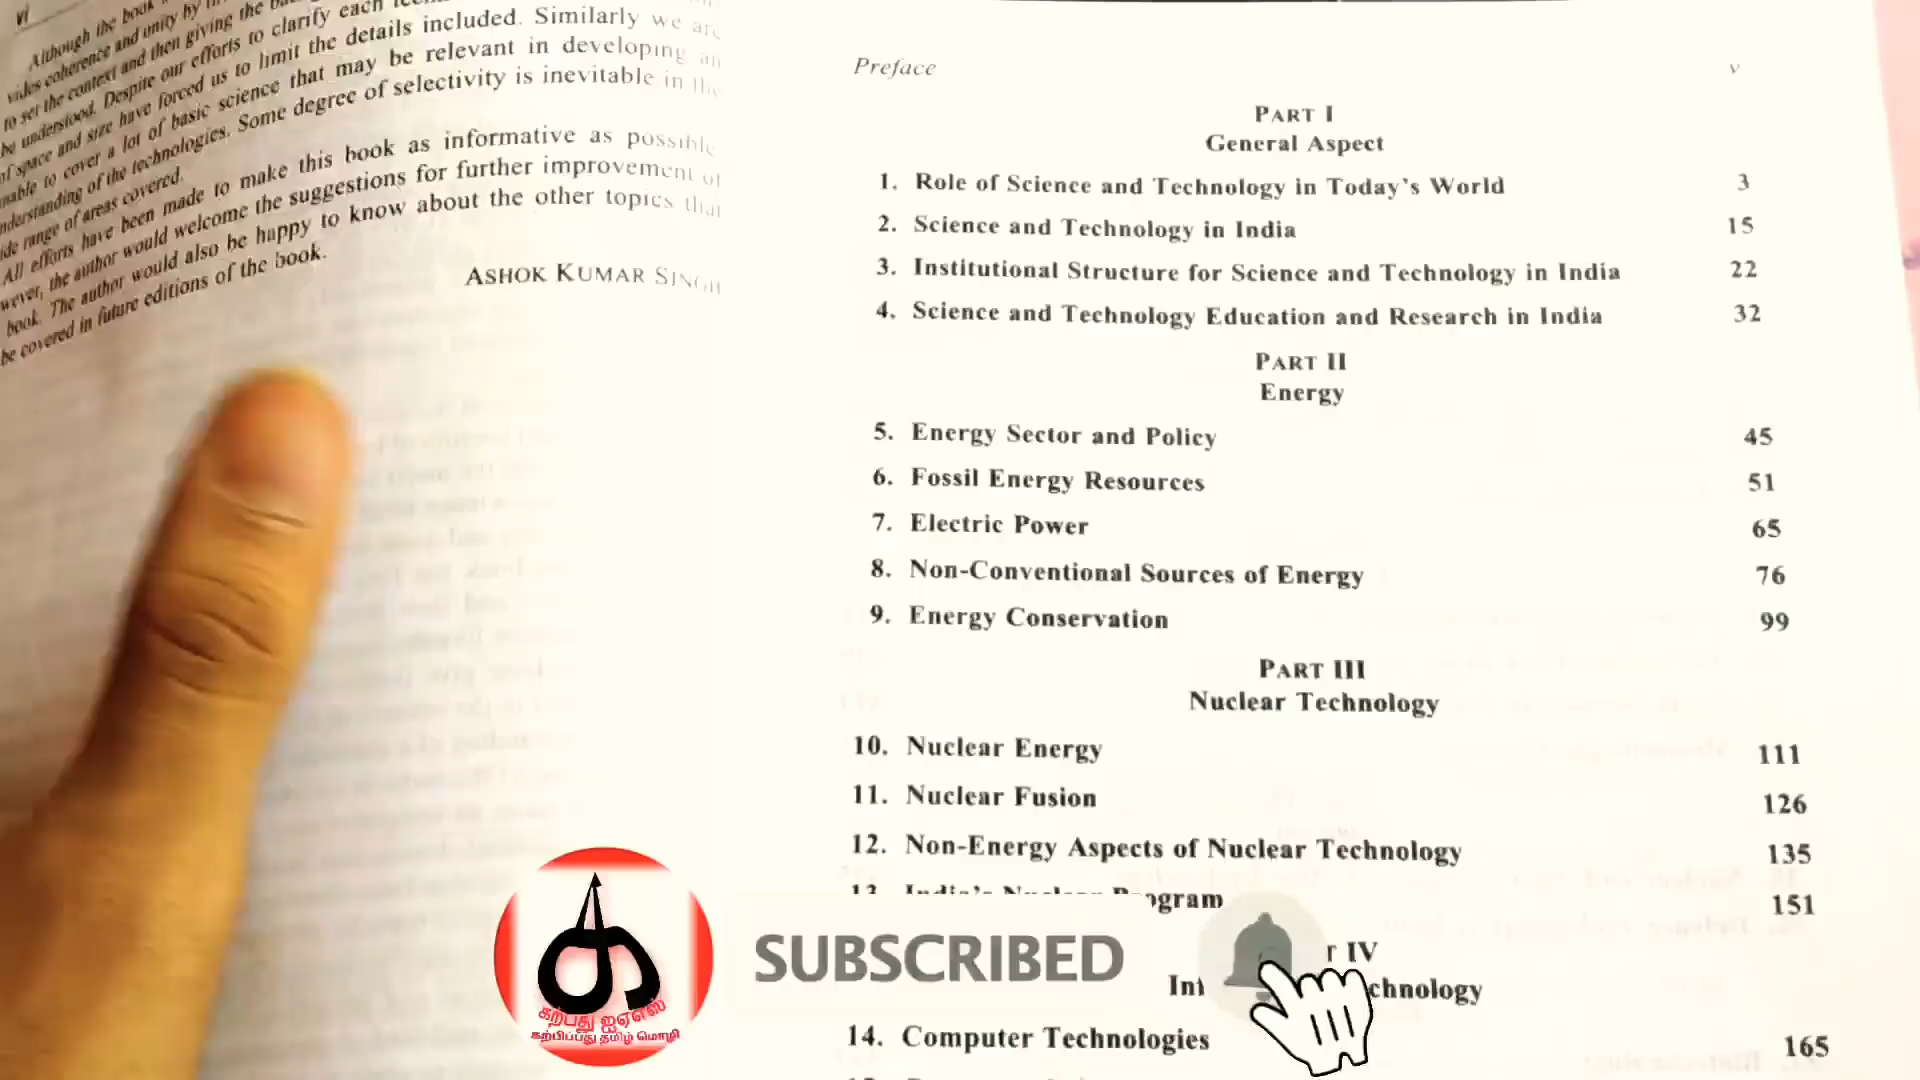 vi
Although the book
vides coherence and unity by
to set the context and then giving the
be understood. Despite our efforts to clarify each
of space and size have forced us to limit the details included. Similarly we are
unable to cover a lot of basic science that may be relevant in developing an
understanding of the technologies. Some degree of selectivity is inevitable in the
ide range of areas covered.
All efforts have been made to make this book as informative as possible
wever, the author would welcome the suggestions for further improvement of
book. The author would also be happy to know about the other topics that
be covered in future editions of the book.
ASHOK KUMAR SINGH
Preface v
PART I
General Aspect
1. Role of Science and Technology in Today's World 3
2. Science and Technology in India 15
3. Institutional Structure for Science and Technology in India 22
4. Science and Technology Education and Research in India 32
PART II
Energy
5. Energy Sector and Policy 45
6. Fossil Energy Resources 51
7. Electric Power 65
8. Non-Conventional Sources of Energy 76
9. Energy Conservation 99
PART III
Nuclear Technology
10. Nuclear Energy 111
11. Nuclear Fusion 126
12. Non-Energy Aspects of Nuclear Technology 135
13. India's Nuclear Program 151
IV
chnology
14. Computer Technologies 165
SUBSCRIBED
கற்பது ஐஏஎஸ்
கற்பிப்பது தமிழ் மொழி